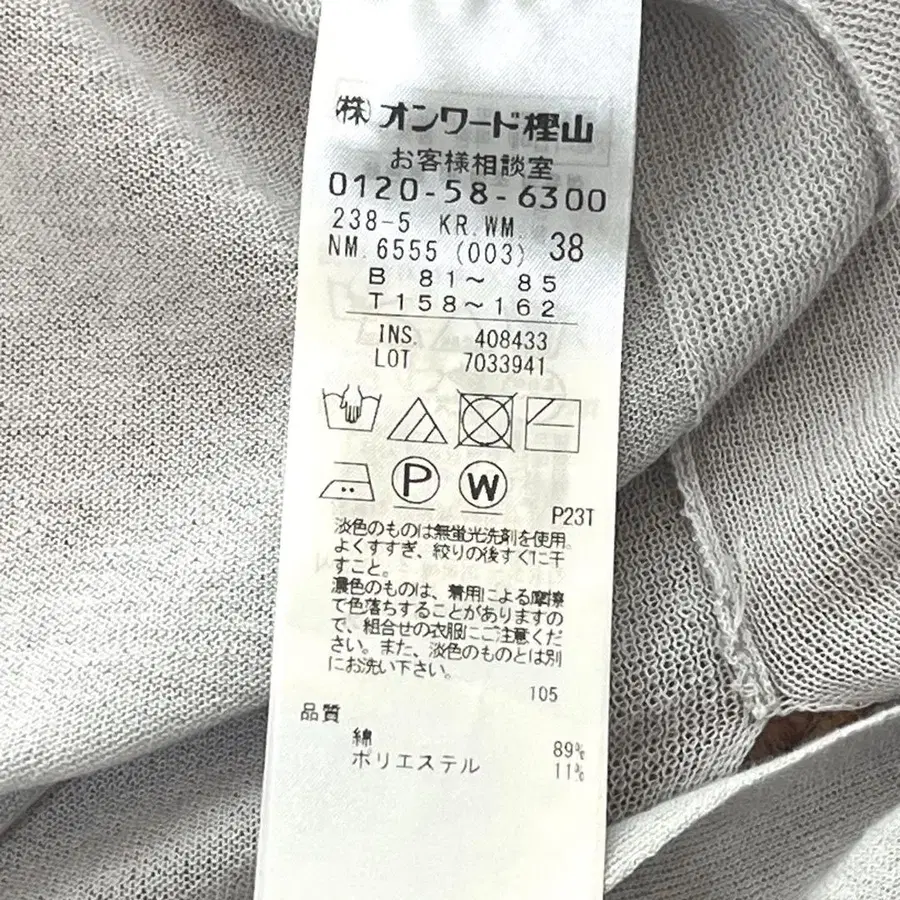 (株)オンワード樫山
お客様相談室
0120-58-6300
238-5 KR.WM. 38
NM.6555(003)
B 81〜 85
T158〜162
INS. 408433
LOT 7033941
P W
P23T
淡色のものは無蛍光洗剤を使用。
よくすすぎ、絞りの後すぐに干
すこと。
濃色のものは、着用による摩擦
で色落ちすることがありますの
で、組合せの衣服にご注意くだ
さい。また、淡色のものとは別
にお洗い下さい。
105
品質
綿 89%
ポリエステル 11%